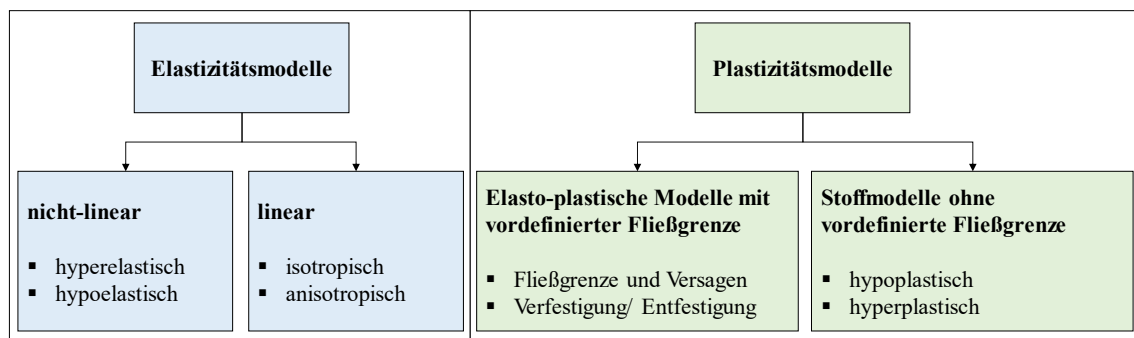 Elastizitätsmodelle
nicht-linear
▪ hyperelastisch
▪ hypoelastisch
linear
▪ isotropisch
▪ anisotropisch
Plastizitätsmodelle
Elasto-plastische Modelle mit
vordefinierter Fließgrenze
▪ Fließgrenze und Versagen
▪ Verfestigung/ Entfestigung
Stoffmodelle ohne
vordefinierte Fließgrenze
▪ hypoplastisch
▪ hyperplastisch